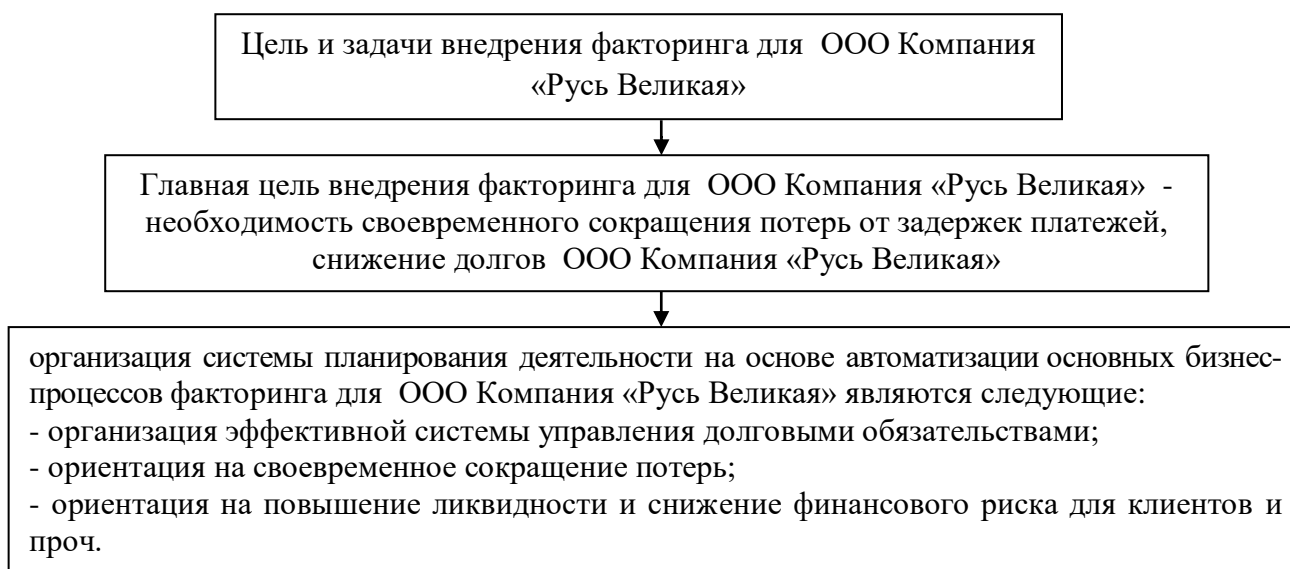 Цель и задачи внедрения факторинга для ООО Компания
«Русь Великая»
Главная цель внедрения факторинга для ООО Компания «Русь Великая» -
необходимость своевременного сокращения потерь от задержек платежей,
снижение долгов ООО Компания «Русь Великая»
организация системы планирования деятельности на основе автоматизации основных бизнес-
процессов факторинга для ООО Компания «Русь Великая» являются следующие:
- организация эффективной системы управления долговыми обязательствами;
- ориентация на своевременное сокращение потерь;
- ориентация на повышение ликвидности и снижение финансового риска для клиентов и
проч.